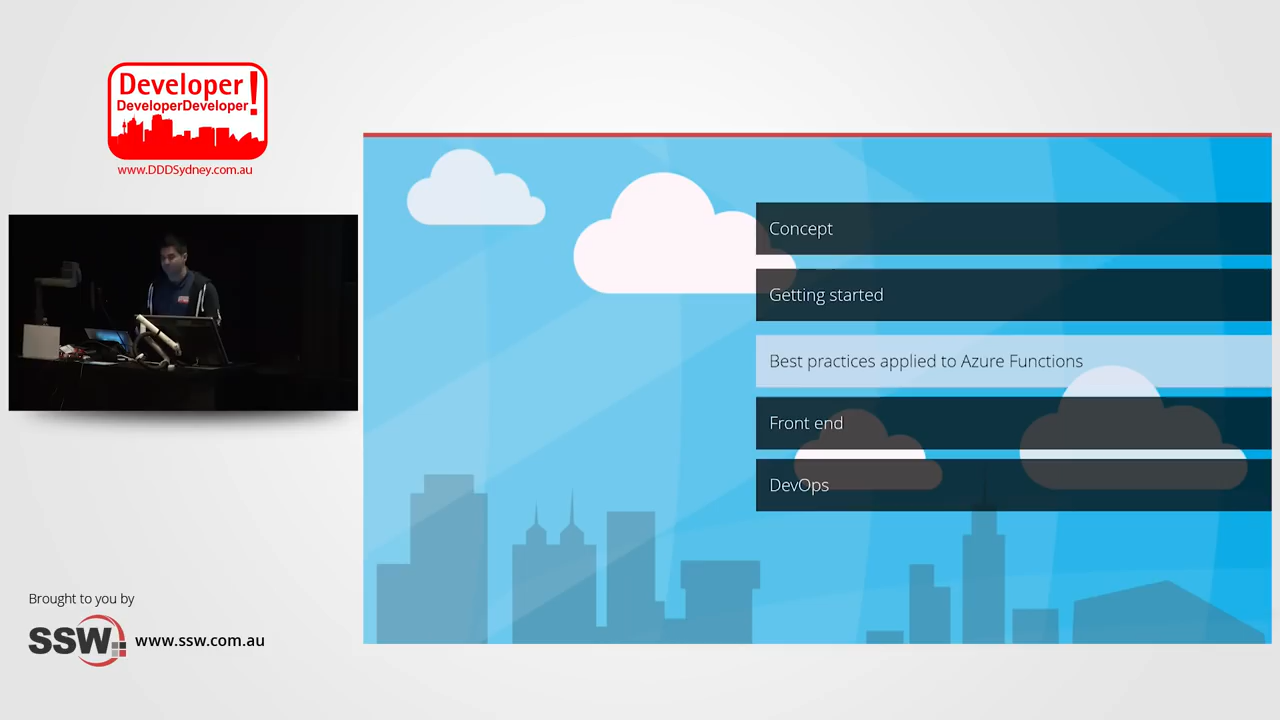 Developer!
DeveloperDeveloper
www.DDDSydney.com.au
Concept
Getting started
Best practices applied to Azure Functions
Front end
DevOps
Brought to you by
SSW
www.ssw.com.au